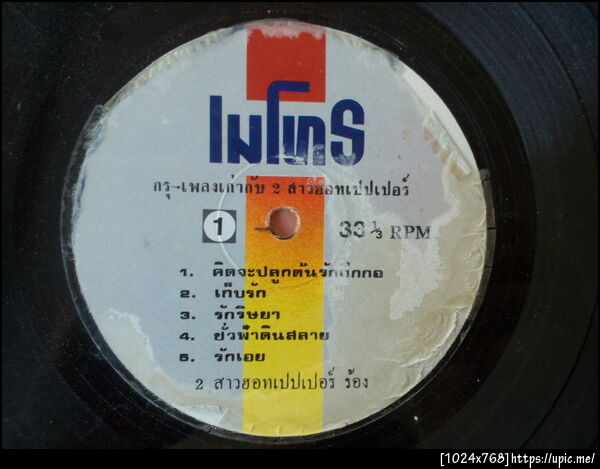 เมโทร
กรุ-เพลงเก่ากับ 2 สาวฮอทเปปเปอร์
1 33 1/3 RPM
1. คิดจะปลูกต้นรักอีกกอ
2. เก็บรัก
3. รักริษยา
4. ชั่วฟ้าดินสลาย
5. รักเอย
2 สาวฮอทเปปเปอร์ ร้อง
[1024x768]https://upic.me/